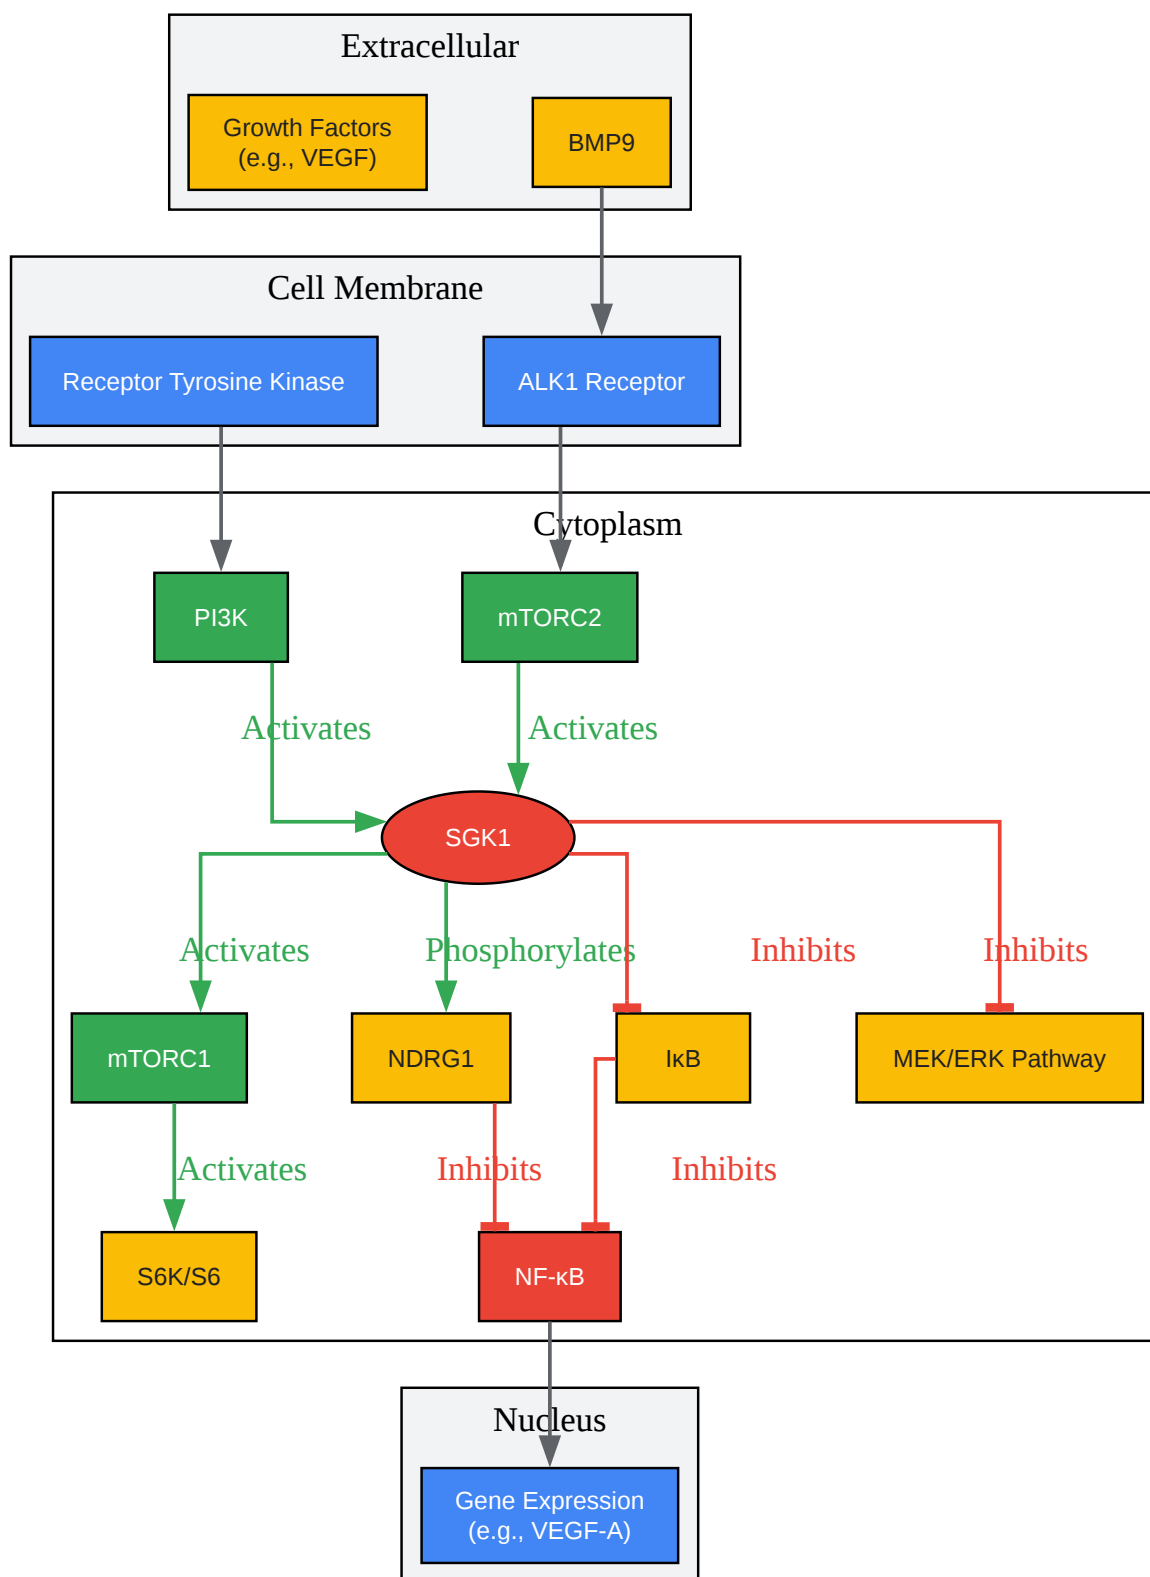 Extracellular
Growth Factors
(e.g., VEGF)
BMP9
Cell Membrane
Receptor Tyrosine Kinase
ALK1 Receptor
Cytoplasm
PI3K
mTORC2
Activates
Activates
SGK1
Activates
Phosphorylates
Inhibits
Inhibits
mTORC1
NDRG1
IκB
MEK/ERK Pathway
Activates
Inhibits
Inhibits
S6K/S6
NF-κB
Nucleus
Gene Expression
(e.g., VEGF-A)